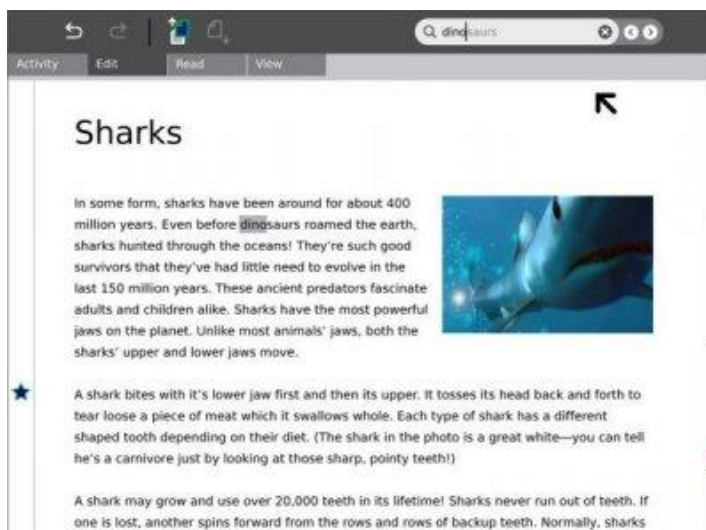 dinosaurs
Activity Edit Read View
Sharks
In some form, sharks have been around for about 400
million years. Even before dinosaurs roamed the earth,
sharks hunted through the oceans! They're such good
survivors that they've had little need to evolve in the
last 150 million years. These ancient predators fascinate
adults and children alike. Sharks have the most powerful
jaws on the planet. Unlike most animals' jaws, both the
sharks' upper and lower jaws move.
A shark bites with it's lower jaw first and then its upper. It tosses its head back and forth to
tear loose a piece of meat which it swallows whole. Each type of shark has a different
shaped tooth depending on their diet. (The shark in the photo is a great white—you can tell
he's a carnivore just by looking at those sharp, pointy teeth!)
A shark may grow and use over 20,000 teeth in its lifetime! Sharks never run out of teeth. If
one is lost, another spins forward from the rows and rows of backup teeth. Normally, sharks